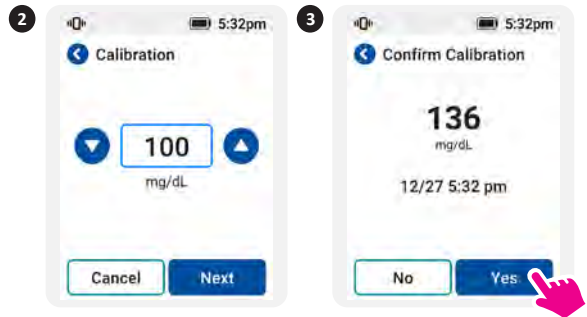 2
5:32pm
Calibration
100
mg/dL
Cancel Next
3
5:32pm
Confirm Calibration
136
mg/dL
12/27 5:32 pm
No Yes